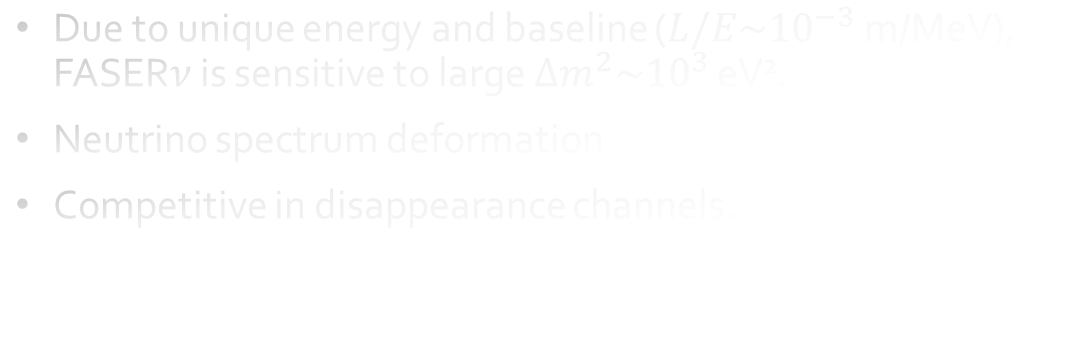 • Due to unique energy and baseline (𝐿/𝐸~10⁻³ m/MeV),
FASER𝜈 is sensitive to large Δ𝑚²~10³ eV².
• Neutrino spectrum deformation
• Competitive in disappearance channels.